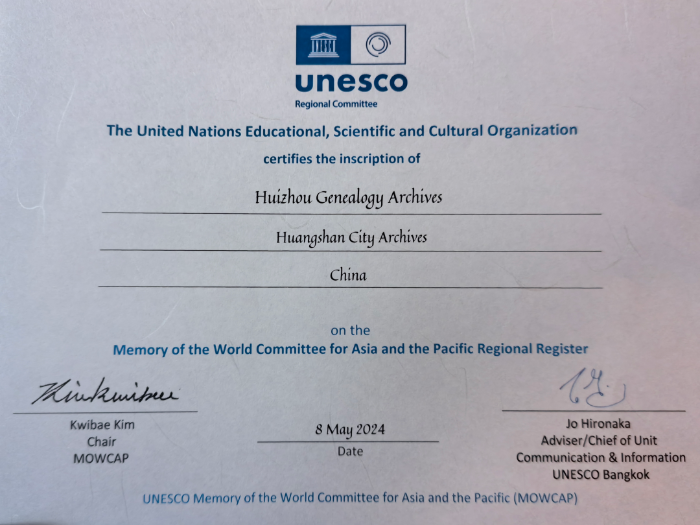 unesco
Regional Committee
The United Nations Educational, Scientific and Cultural Organization
certifies the inscription of
Huizhou Genealogy Archives
Huangshan City Archives
China
on the
Memory of the World Committee for Asia and the Pacific Regional Register
Kwibae Kim
Chair
MOWCAP
8 May 2024
Date
Jo Hironaka
Adviser/Chief of Unit
Communication & Information
UNESCO Bangkok
UNESCO Memory of the World Committee for Asia and the Pacific (MOWCAP)